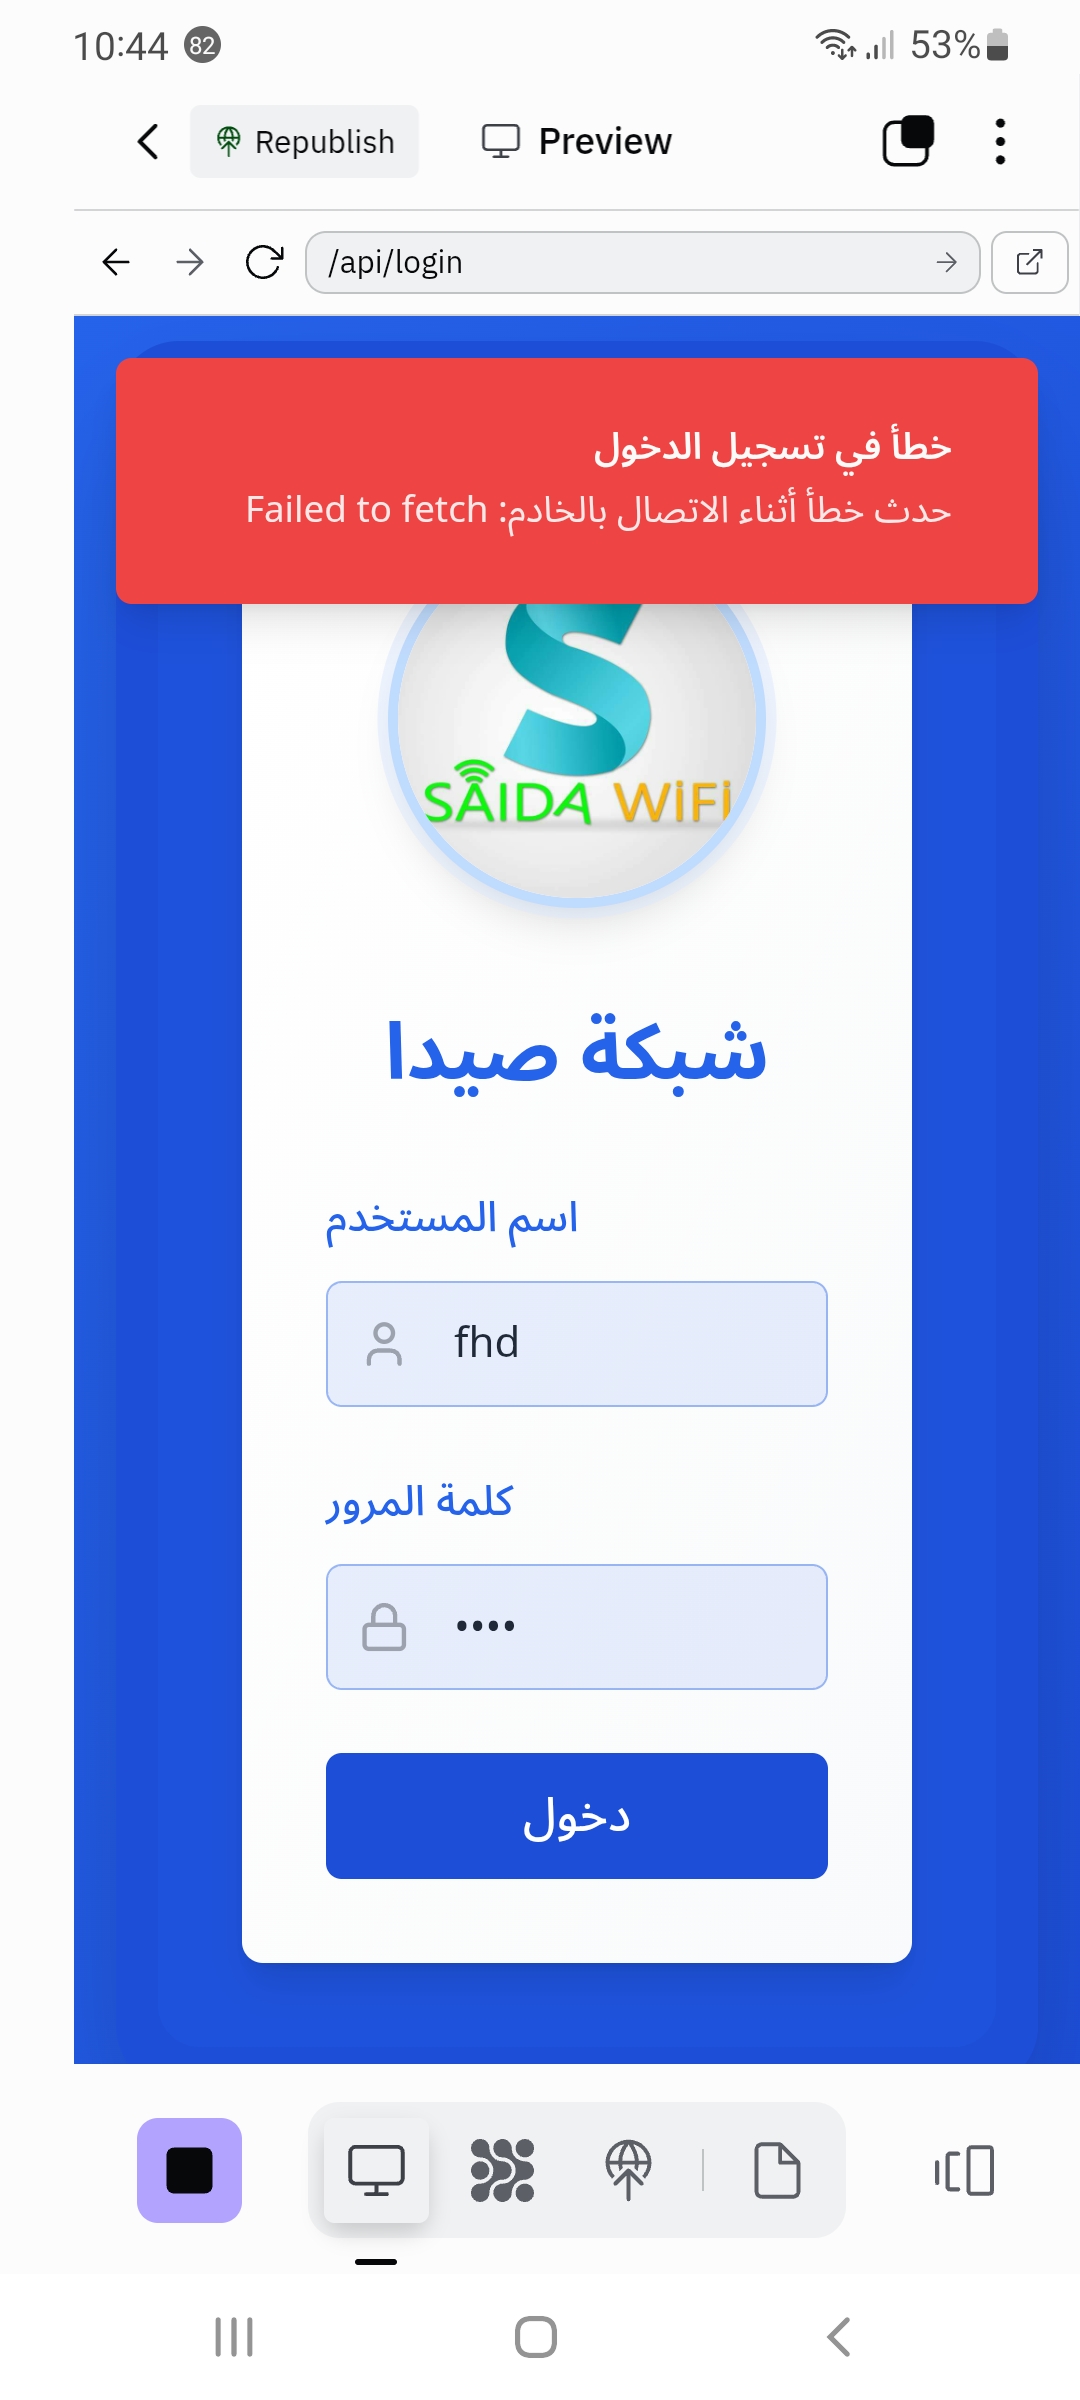 10:44 82 53%
Republish Preview
/api/login
خطأ في تسجيل الدخول
حدث خطأ أثناء الاتصال بالخادم: Failed to fetch
S
SAIDA WiFi
شبكة صيدا
اسم المستخدم
fhd
كلمة المرور
••••
دخول